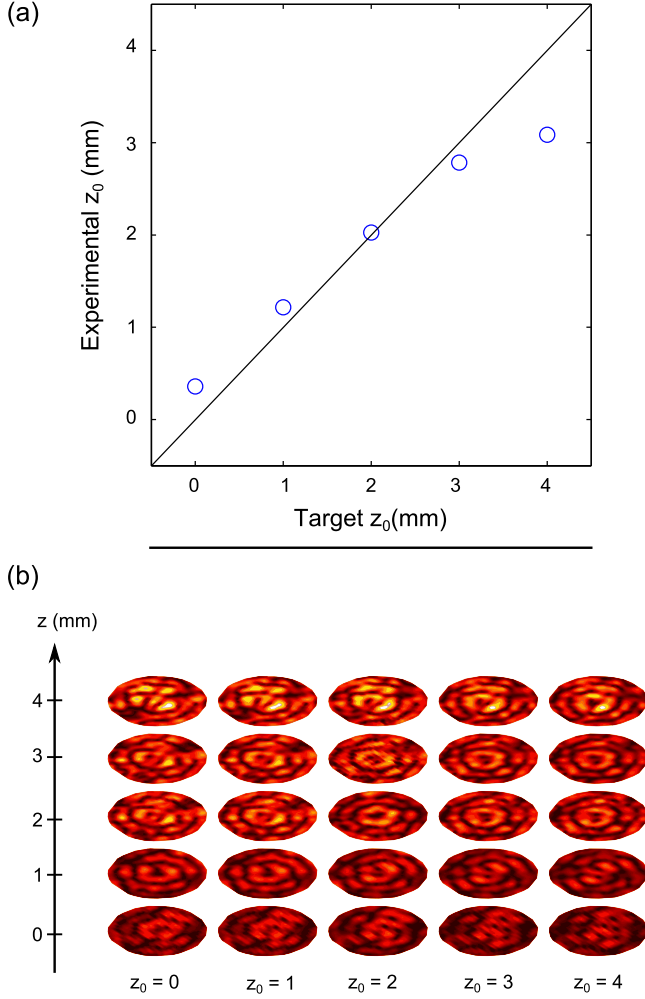 (a)
4
3
2
1
0
Experimental z₀ (mm)
0 1 2 3 4
Target z₀(mm)
(b)
z (mm)
4
3
2
1
0
z₀ = 0 z₀ = 1 z₀ = 2 z₀ = 3 z₀ = 4